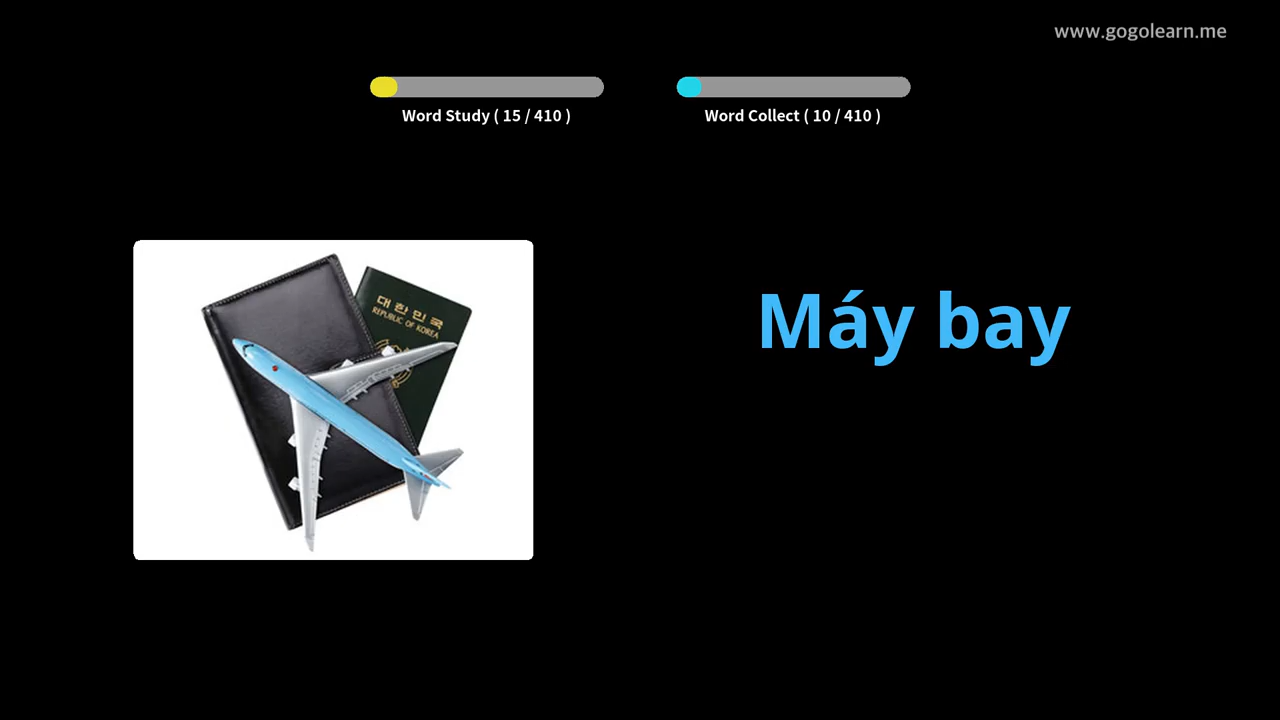 www.gogolearn.me
Word Study ( 15 / 410 )
Word Collect ( 10 / 410 )
대한민국
REPUBLIC OF KOREA
Máy bay